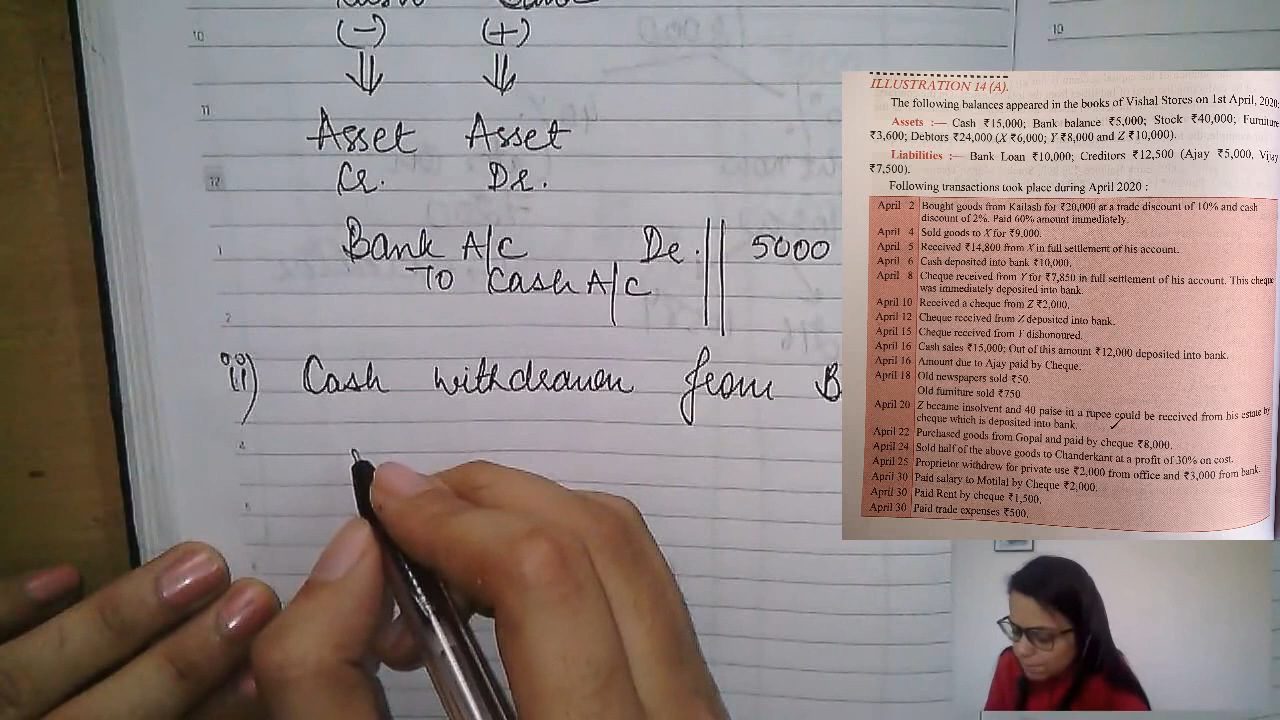 (-) (+)
Asset Asset
Cr. Dr.
Bank A/C Dr. 5000
To Cash A/C
ii) Cash withdrawn from B
10
11
12
1
2
4
5
10
ILLUSTRATION 14 (A).
The following balances appeared in the books of Vishal Stores on 1st April, 2020
Assets :— Cash ₹15,000; Bank balance ₹5,000; Stock ₹40,000; Furniture
₹3,600; Debtors ₹24,000 (X ₹6,000; Y ₹8,000 and Z ₹10,000).
Liabilities :— Bank Loan ₹10,000; Creditors ₹12,500 (Ajay ₹5,000, Vijay
₹7,500).
Following transactions took place during April 2020 :
April 2 Bought goods from Kailash for ₹20,000 at a trade discount of 10% and cash
discount of 2%. Paid 60% amount immediately.
April 4 Sold goods to X for ₹9,000.
April 5 Received ₹14,800 from X in full settlement of his account.
April 6 Cash deposited into bank ₹10,000.
April 8 Cheque received from Y for ₹7,850 in full settlement of his account. This cheque
was immediately deposited into bank.
April 10 Received a cheque from Z ₹2,000.
April 12 Cheque received from Z deposited into bank.
April 15 Cheque received from Y dishonoured.
April 16 Cash sales ₹15,000; Out of this amount ₹12,000 deposited into bank.
April 16 Amount due to Ajay paid by Cheque.
April 18 Old newspapers sold ₹50.
Old furniture sold ₹750
April 20 Z became insolvent and 40 paise in a rupee could be received from his estate by
cheque which is deposited into bank.
April 22 Purchased goods from Gopal and paid by cheque ₹8,000.
April 24 Sold half of the above goods to Chanderkant at a profit of 30% on cost.
April 25 Proprietor withdrew for private use ₹2,000 from office and ₹3,000 from bank.
April 30 Paid salary to Motilal by Cheque ₹2,000.
April 30 Paid Rent by cheque ₹1,500.
April 30 Paid trade expenses ₹500.